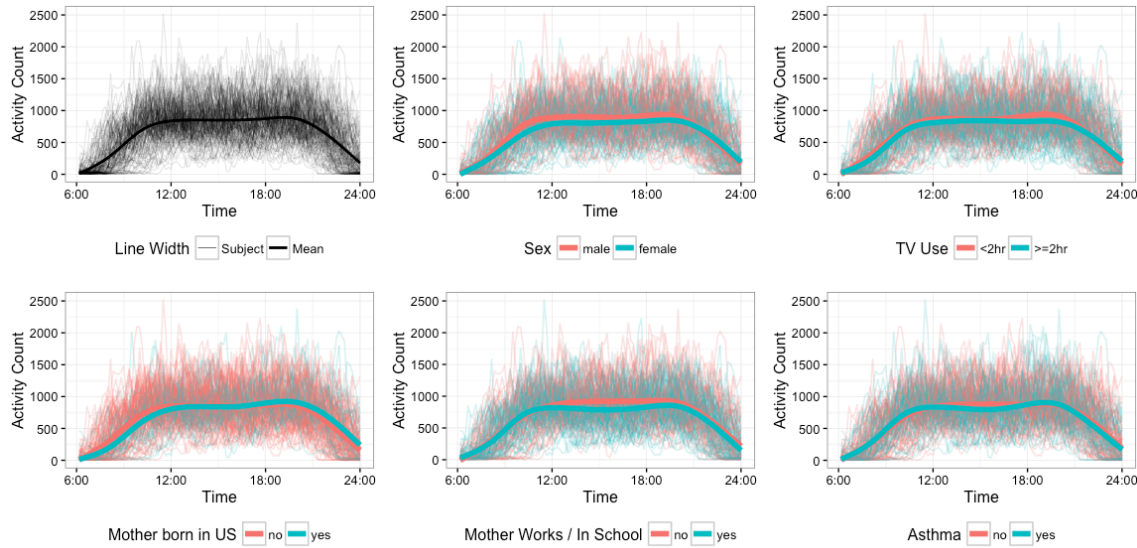 2500
2000
1500
1000
500
0
Activity Count
6:00 12:00 18:00 24:00
Time
Line Width Subject Mean
2500
2000
1500
1000
500
0
Activity Count
6:00 12:00 18:00 24:00
Time
Sex male female
2500
2000
1500
1000
500
0
Activity Count
6:00 12:00 18:00 24:00
Time
TV Use <2hr >=2hr
2500
2000
1500
1000
500
0
Activity Count
6:00 12:00 18:00 24:00
Time
Mother born in US no yes
2500
2000
1500
1000
500
0
Activity Count
6:00 12:00 18:00 24:00
Time
Mother Works / In School no yes
2500
2000
1500
1000
500
0
Activity Count
6:00 12:00 18:00 24:00
Time
Asthma no yes